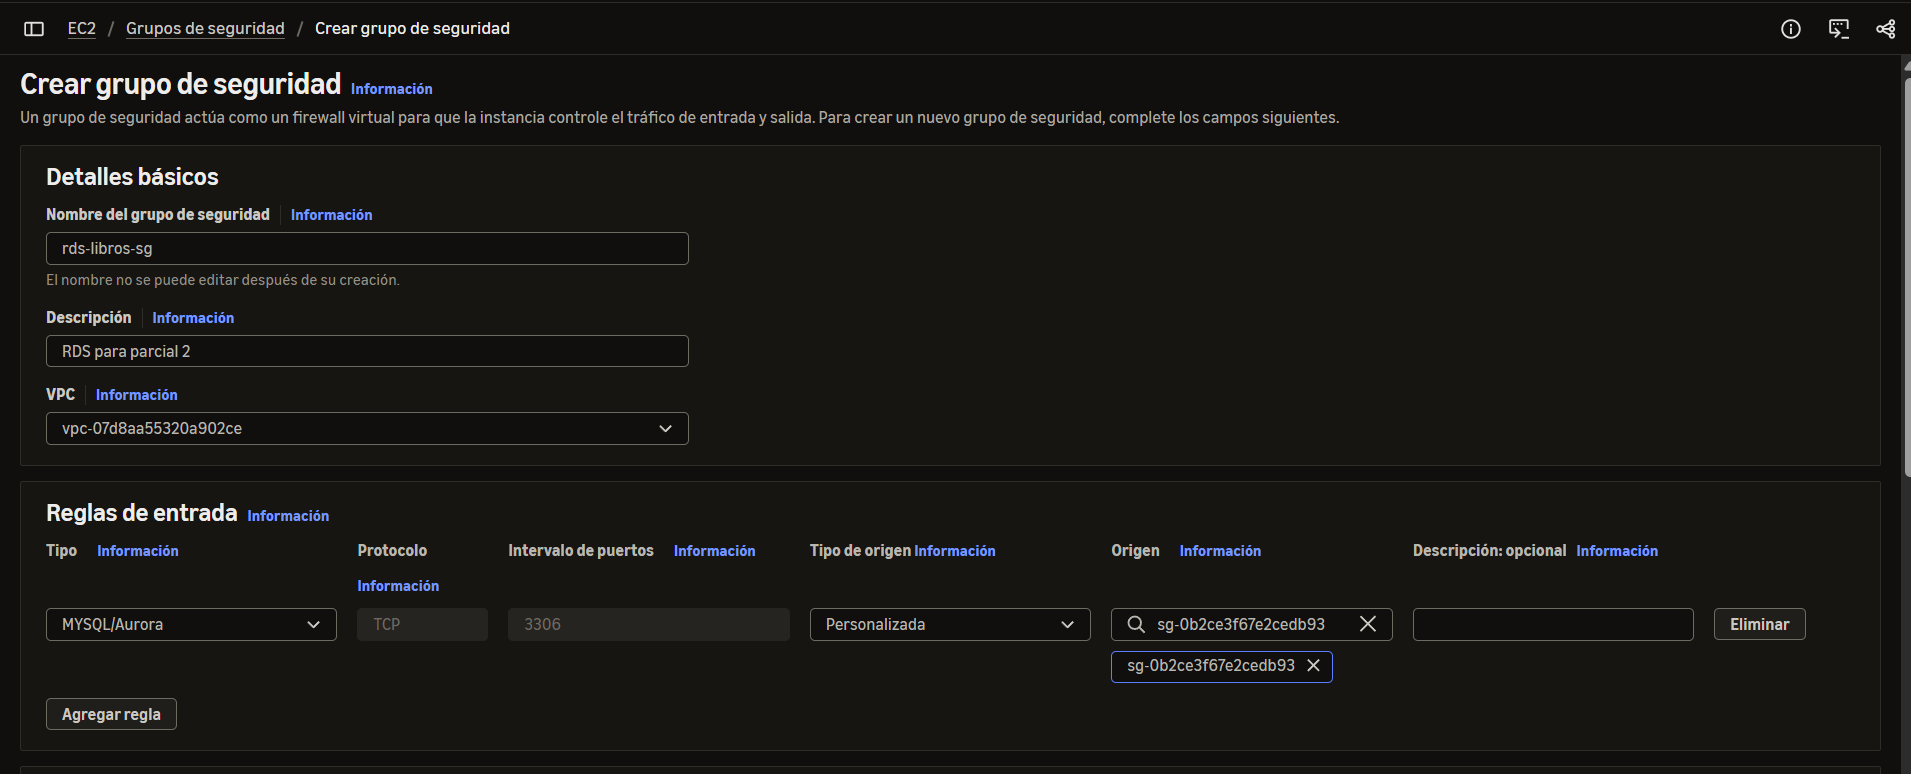 EC2 / Grupos de seguridad / Crear grupo de seguridad
Crear grupo de seguridad Información
Un grupo de seguridad actúa como un firewall virtual para que la instancia controle el tráfico de entrada y salida. Para crear un nuevo grupo de seguridad, complete los campos siguientes.
Detalles básicos
Nombre del grupo de seguridad Información
rds-libros-sg
El nombre no se puede editar después de su creación.
Descripción Información
RDS para parcial 2
VPC Información
vpc-07d8aa55320a902ce
Reglas de entrada Información
Tipo Información Protocolo Intervalo de puertos Información Tipo de origen Información Origen Información Descripción: opcional Información
Información
MYSQL/Aurora TCP 3306 Personalizada sg-0b2ce3f67e2cedb93 Eliminar
sg-0b2ce3f67e2cedb93
Agregar regla